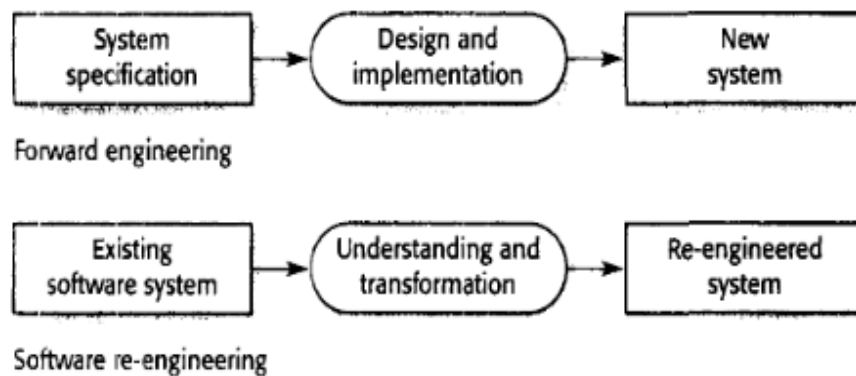 System
specification
Design and
implementation
New
system
Forward engineering
Existing
software system
Understanding and
transformation
Re-engineered
system
Software re-engineering